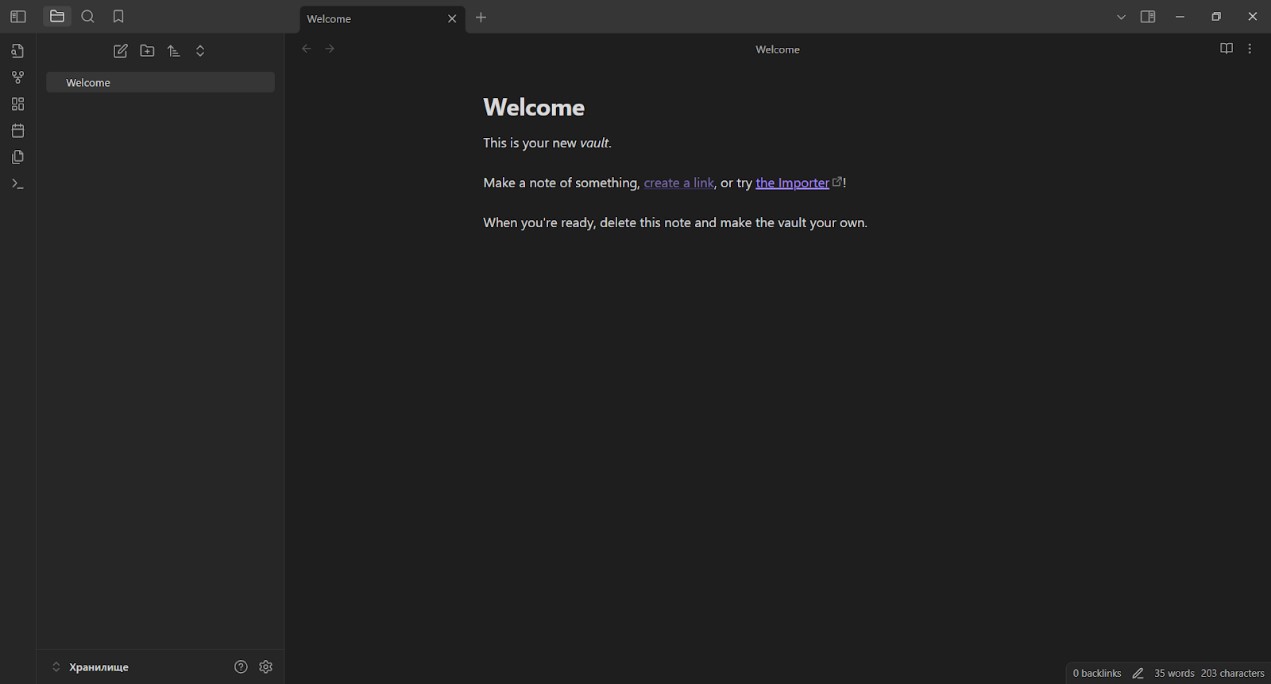 Welcome
Welcome
Welcome
Welcome
This is your new vault.
Make a note of something, create a link, or try the Importer!
When you're ready, delete this note and make the vault your own.
Хранилище
0 backlinks 35 words 203 characters